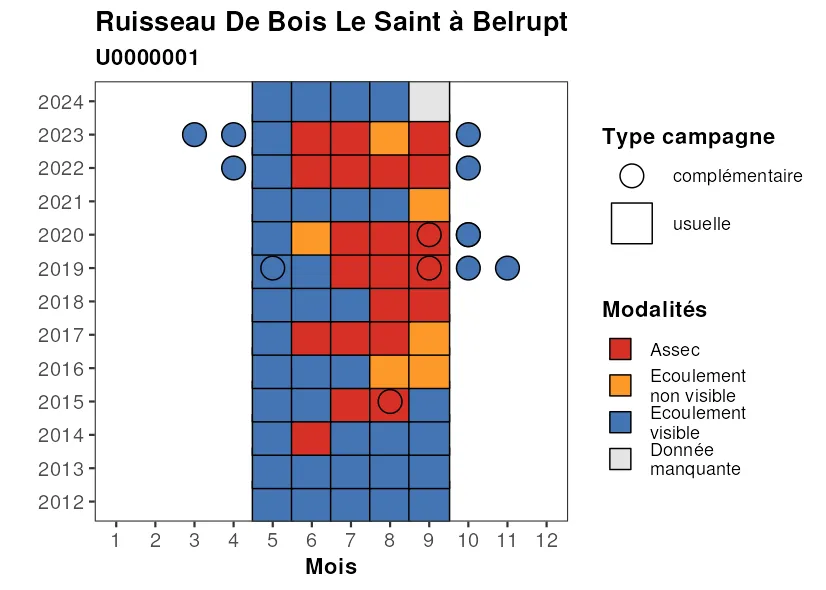 Ruisseau De Bois Le Saint à Belrupt
U0000001
2024
2023
2022
2021
2020
2019
2018
2017
2016
2015
2014
2013
2012
1 2 3 4 5 6 7 8 9 10 11 12
Mois
Type campagne
complémentaire
usuelle
Modalités
Assec
Ecoulement
non visible
Ecoulement
visible
Donnée
manquante